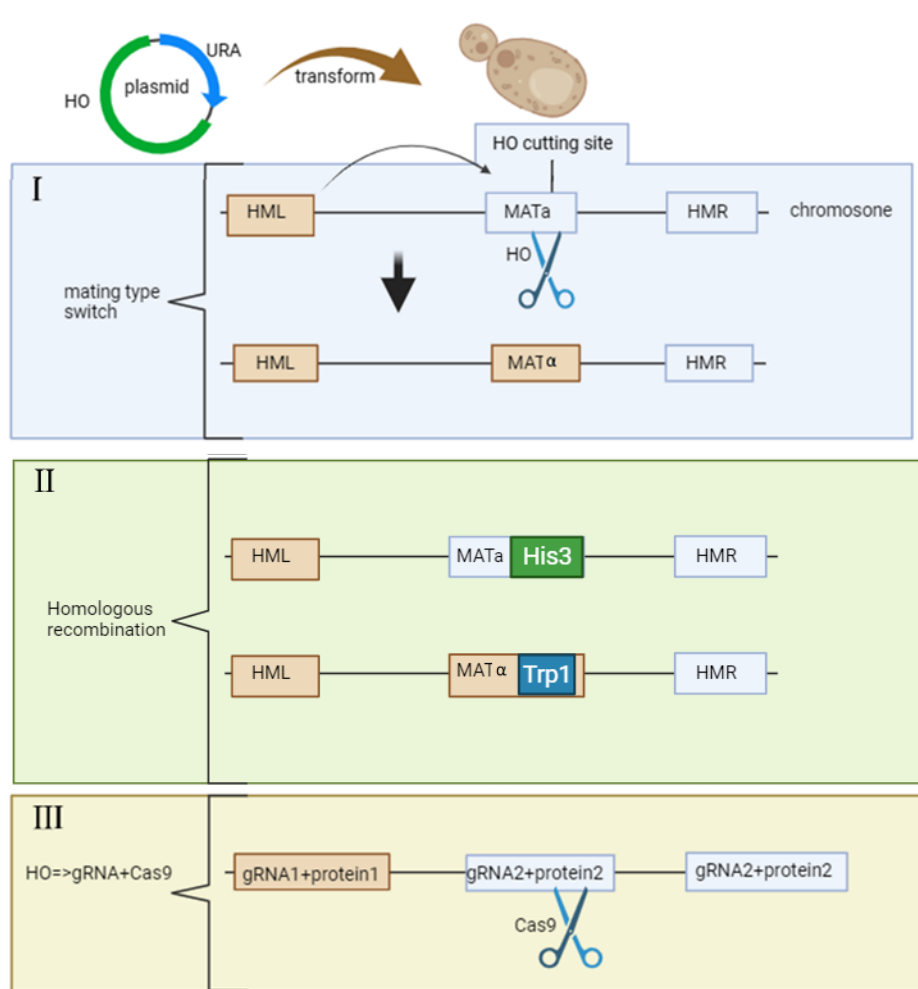 URA
plasmid
HO
transform
HO cutting site
I
HML
MATa
HMR
chromosone
HO
mating type
switch
HML
MATα
HMR
II
HML
MATa
His3
HMR
Homologous
recombination
HML
MATα
Trp1
HMR
III
HO=>gRNA+Cas9
gRNA1+protein1
gRNA2+protein2
gRNA2+protein2
Cas9